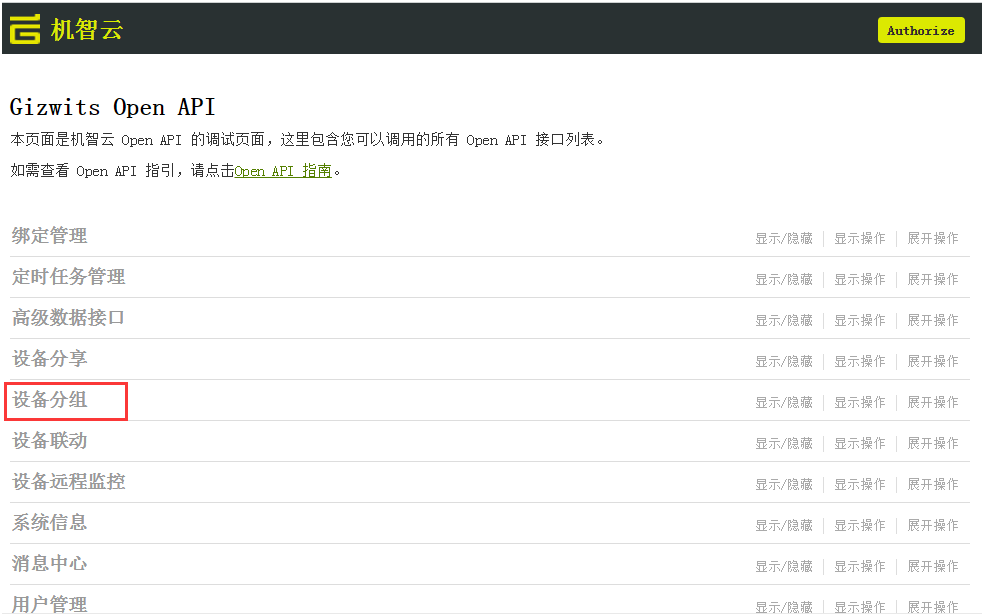 机智云 Authorize
Gizwits Open API
本页面是机智云 Open API 的调试页面，这里包含您可以调用的所有 Open API 接口列表。
如需查看 Open API 指引，请点击Open API 指南。
绑定管理 显示/隐藏 显示操作 展开操作
定时任务管理 显示/隐藏 显示操作 展开操作
高级数据接口 显示/隐藏 显示操作 展开操作
设备分享 显示/隐藏 显示操作 展开操作
设备分组 显示/隐藏 显示操作 展开操作
设备联动 显示/隐藏 显示操作 展开操作
设备远程监控 显示/隐藏 显示操作 展开操作
系统信息 显示/隐藏 显示操作 展开操作
消息中心 显示/隐藏 显示操作 展开操作
用户管理 显示/隐藏 显示操作 展开操作